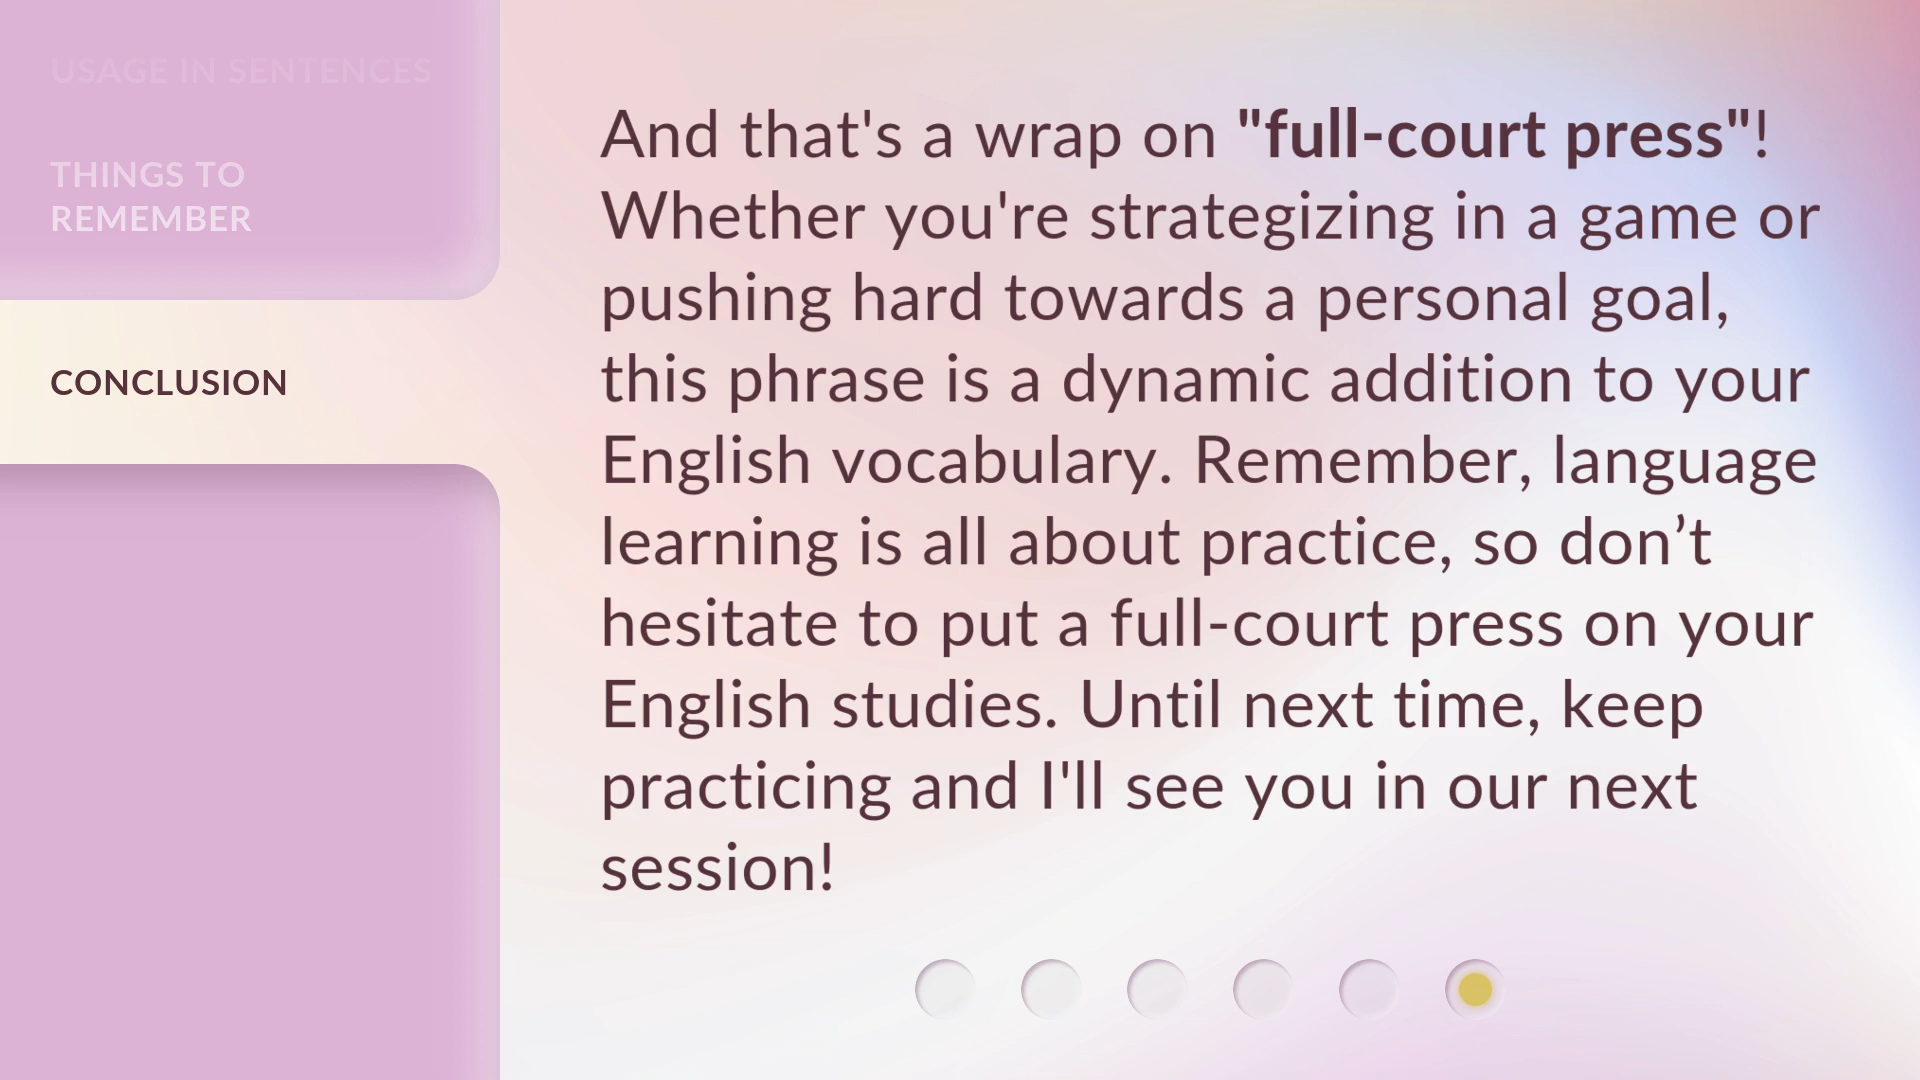 USAGE IN SENTENCES
THINGS TO
REMEMBER
CONCLUSION
And that's a wrap on "full-court press"!
Whether you're strategizing in a game or
pushing hard towards a personal goal,
this phrase is a dynamic addition to your
English vocabulary. Remember, language
learning is all about practice, so don’t
hesitate to put a full-court press on your
English studies. Until next time, keep
practicing and I'll see you in our next
session!